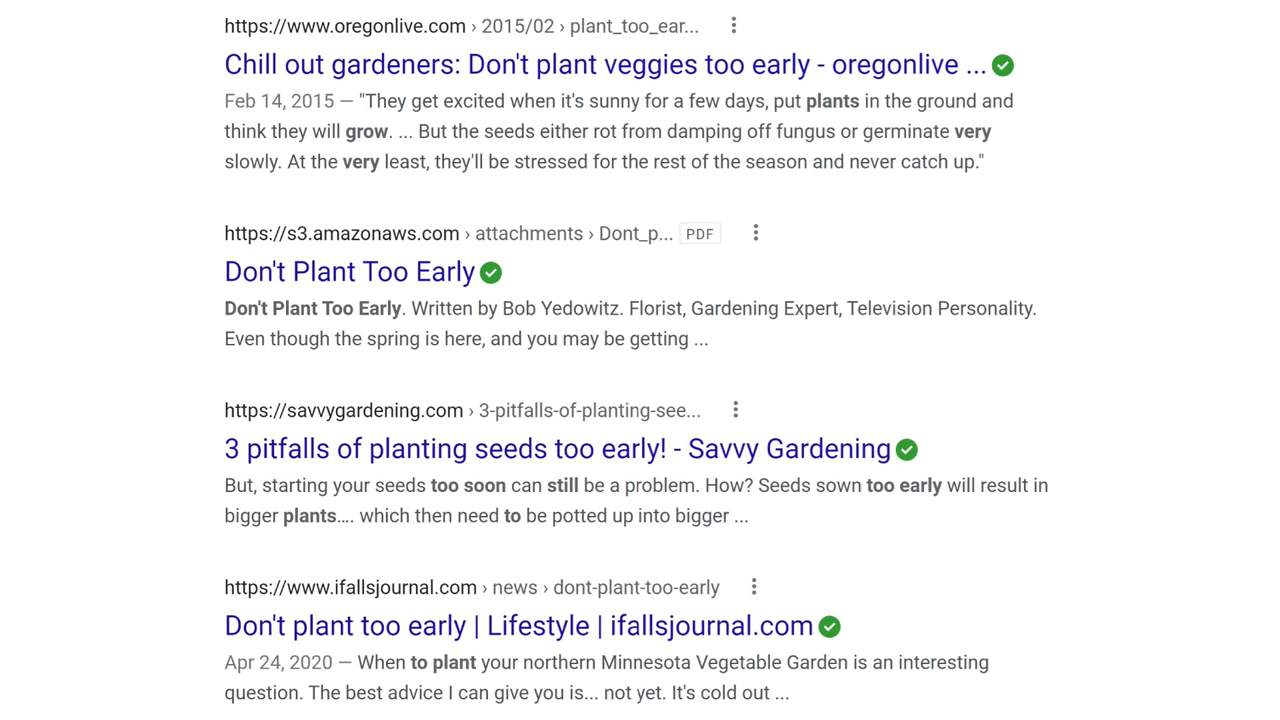 https://www.oregonlive.com › 2015/02 › plant_too_ear...
Chill out gardeners: Don't plant veggies too early - oregonlive ...
Feb 14, 2015 — "They get excited when it's sunny for a few days, put plants in the ground and
think they will grow. ... But the seeds either rot from damping off fungus or germinate very
slowly. At the very least, they'll be stressed for the rest of the season and never catch up."
https://s3.amazonaws.com › attachments › Dont_p... PDF
Don't Plant Too Early
Don't Plant Too Early. Written by Bob Yedowitz. Florist, Gardening Expert, Television Personality.
Even though the spring is here, and you may be getting ...
https://savvygardening.com › 3-pitfalls-of-planting-see...
3 pitfalls of planting seeds too early! - Savvy Gardening
But, starting your seeds too soon can still be a problem. How? Seeds sown too early will result in
bigger plants.... which then need to be potted up into bigger ...
https://www.ifallsjournal.com › news › dont-plant-too-early
Don't plant too early | Lifestyle | ifallsjournal.com
Apr 24, 2020 — When to plant your northern Minnesota Vegetable Garden is an interesting
question. The best advice I can give you is... not yet. It's cold out ...